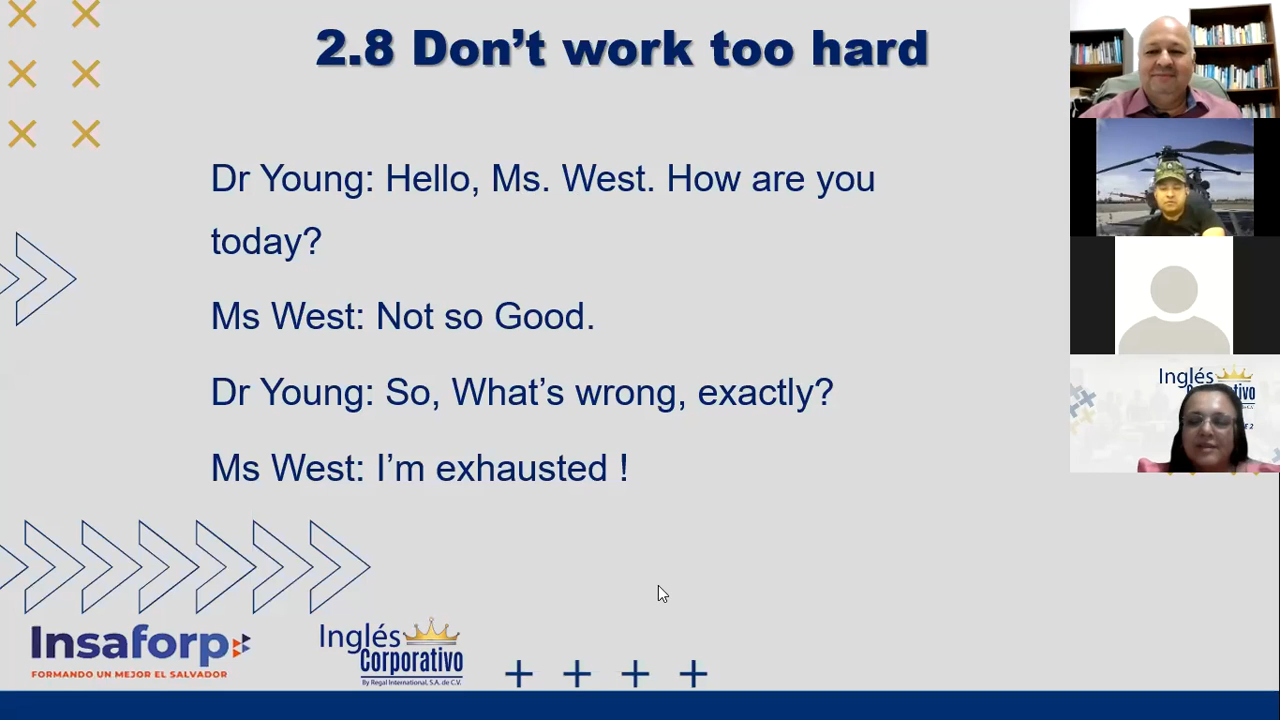 2.8 Don’t work too hard
Dr Young: Hello, Ms. West. How are you
today?
Ms West: Not so Good.
Dr Young: So, What’s wrong, exactly?
Ms West: I’m exhausted !
Insaforp
FORMANDO UN MEJOR EL SALVADOR
Inglés
Corporativo
By Regal International, S.A. de C.V.
Inglés